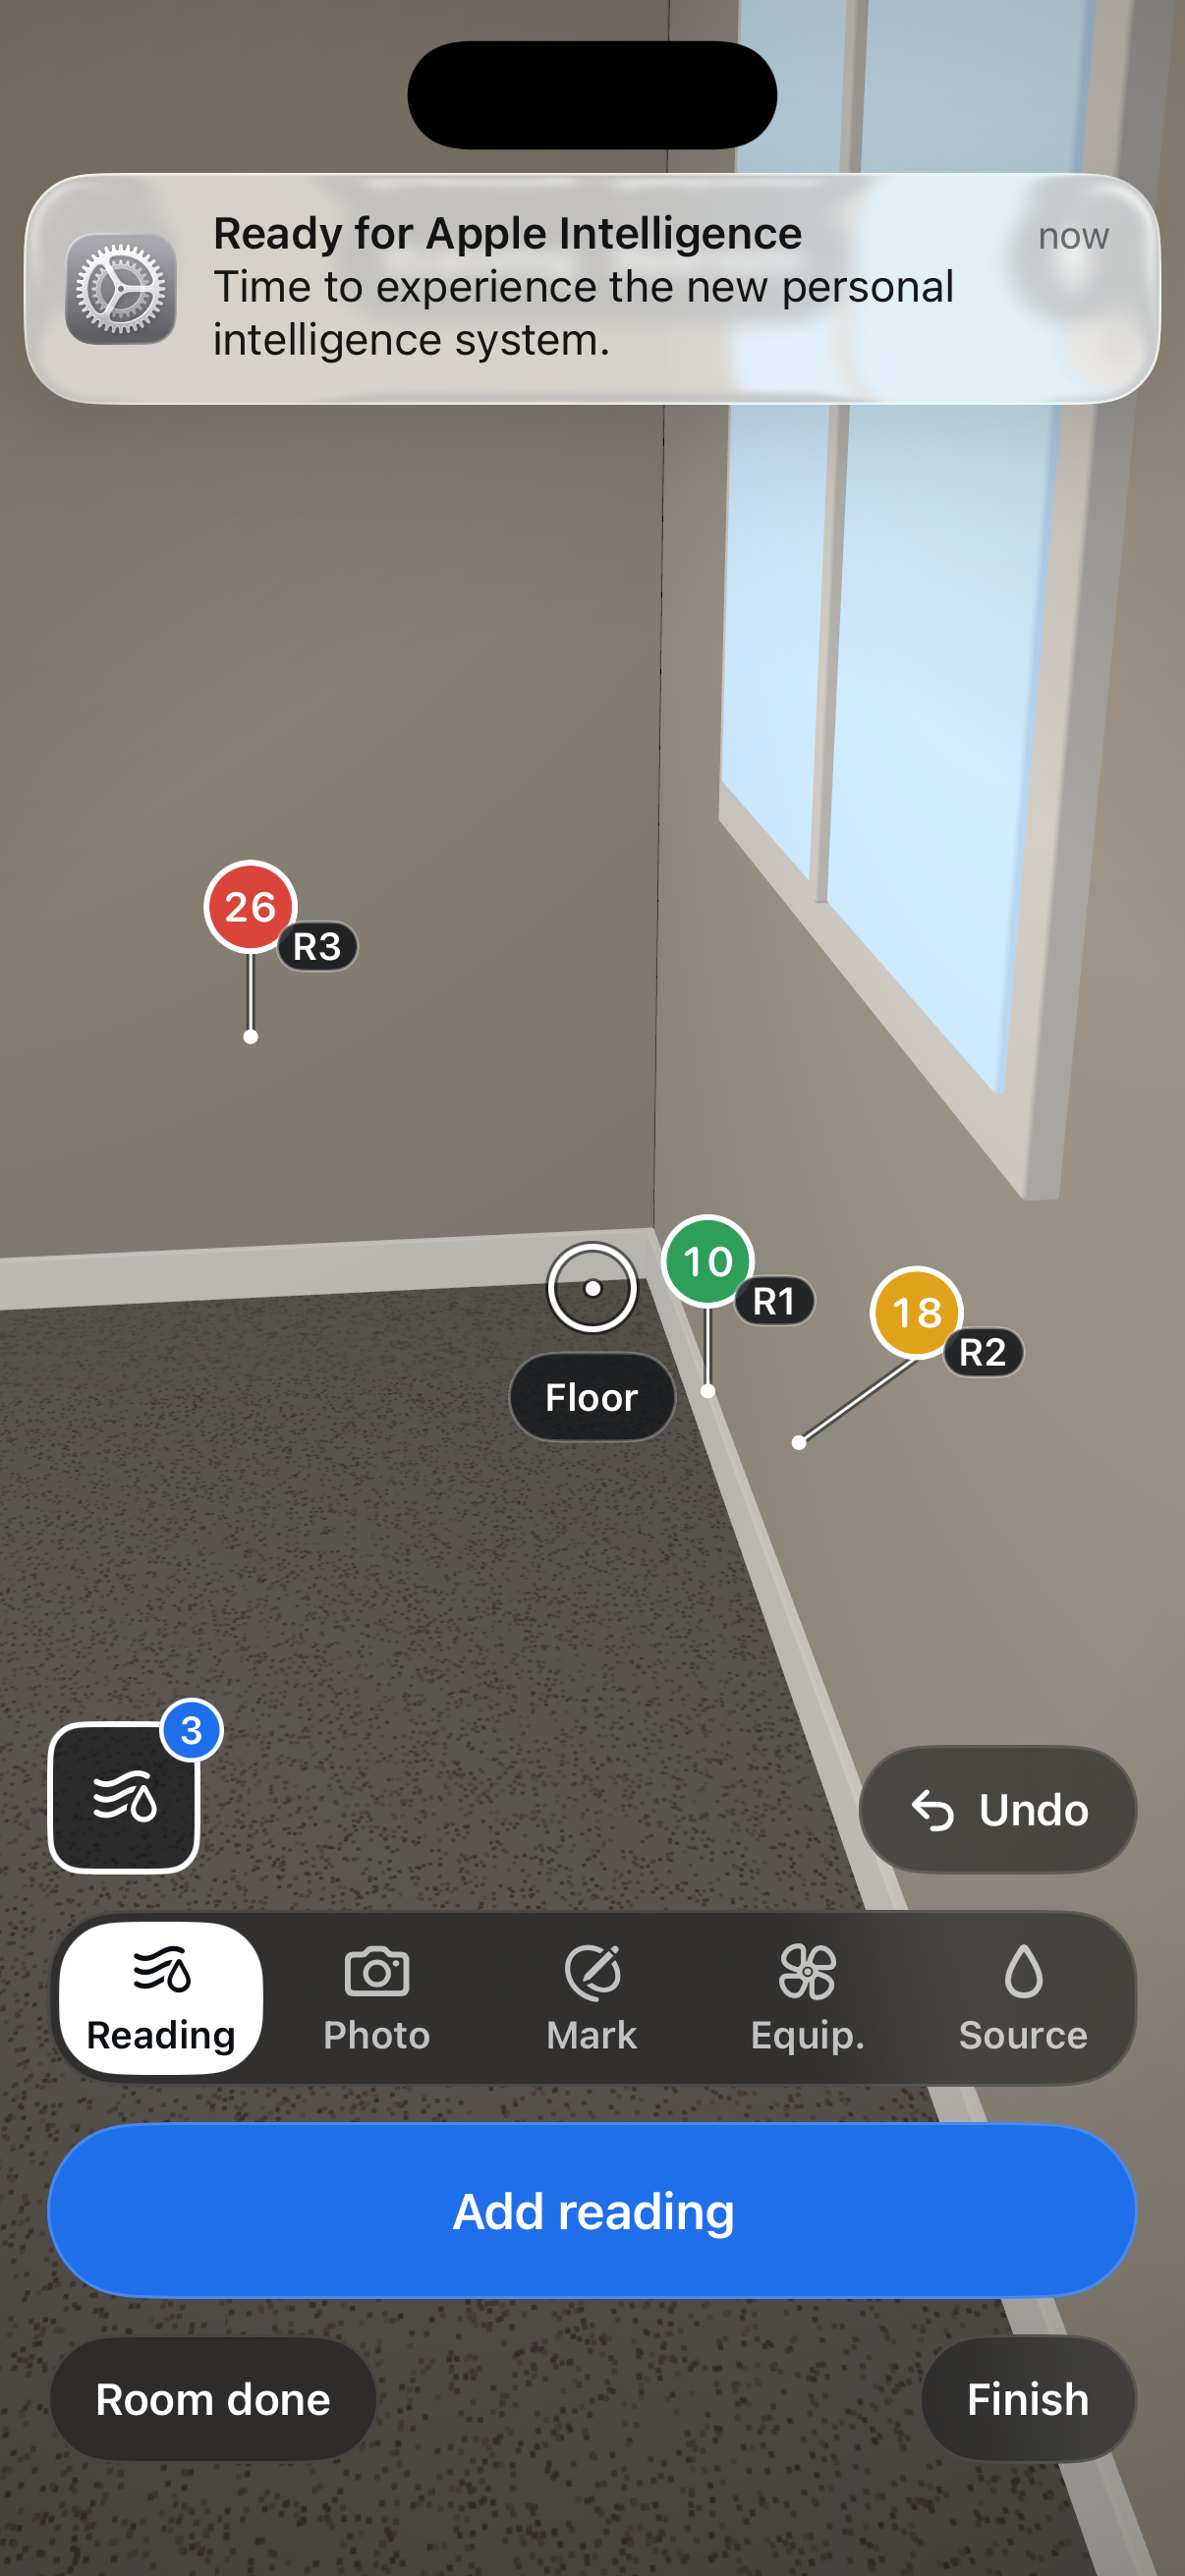 Ready for Apple Intelligence
now
Time to experience the new personal
intelligence system.
26
R3
10
R1
18
R2
Floor
3
Undo
Reading
Photo
Mark
Equip.
Source
Add reading
Room done
Finish